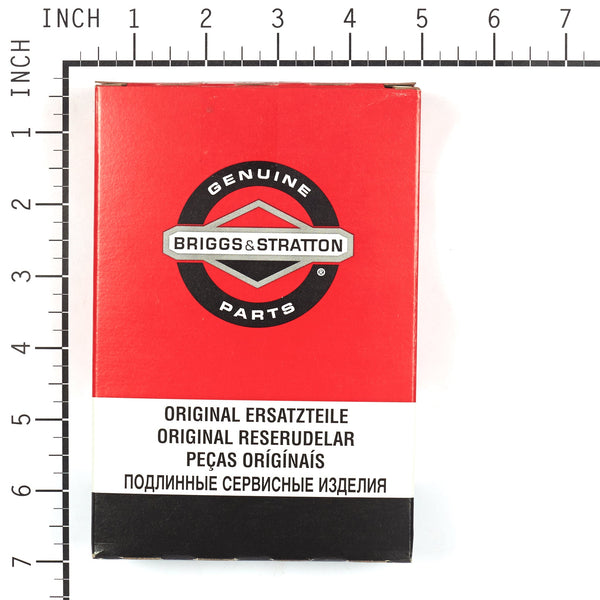 INCH 1 2 3 4 5 6 7
INCH
1
2
3
4
5
6
7
GENUINE
BRIGGS&STRATTON
®
PARTS
ORIGINAL ERSATZTEILE
ORIGINAL RESERUDELAR
PEÇAS ORÍGÍNAÍS
ПОДЛИННЫЕ СЕРВИСНЫЕ ИЗДЕЛИЯ